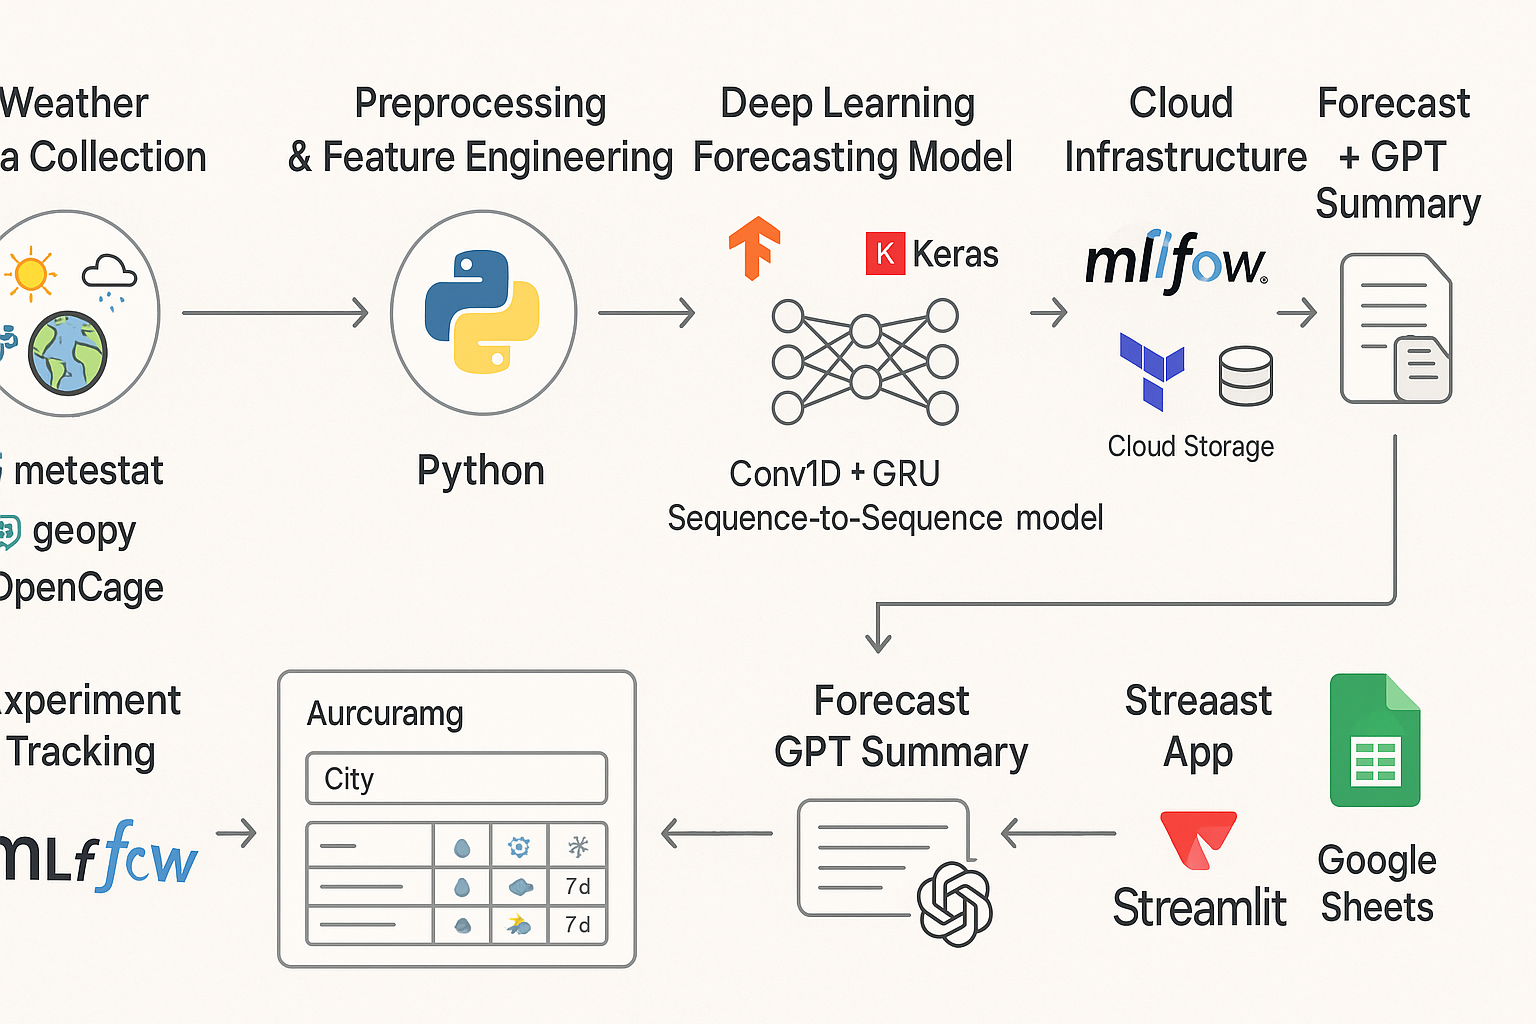 Weather
a Collection
metestat
geopy
OpenCage
Preprocessing
& Feature Engineering
Python
Deep Learning
Forecasting Model
K Keras
Conv1D + GRU
Sequence-to-Sequence model
Cloud
Infrastructure
mlflow
Cloud Storage
Forecast
+ GPT
Summary
xperiment
Tracking
mLffcw
Aurcuramg
City
7d
7d
Forecast
GPT Summary
Streaast
App
Streamlit
Google
Sheets